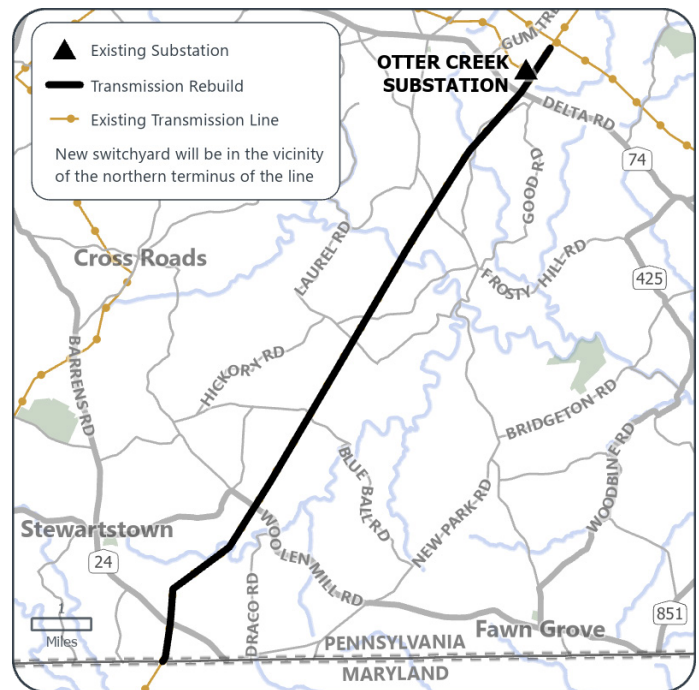 Existing Substation
Transmission Rebuild
Existing Transmission Line
New switchyard will be in the vicinity
of the northern terminus of the line
GUM TRE
OTTER CREEK
SUBSTATION
DELTA RD
74
GOOD RD
LAUREL RD
Cross Roads
FROSTY HILL RD
425
BARRENS RD
HICKORY RD
BRIDGETON RD
BLUE BALL RD
WOODBINE RD
NEW PARK RD
Stewartstown
WOOLEN MILL RD
24
DRACO RD
1
Miles
851
Fawn Grove
PENNSYLVANIA
MARYLAND